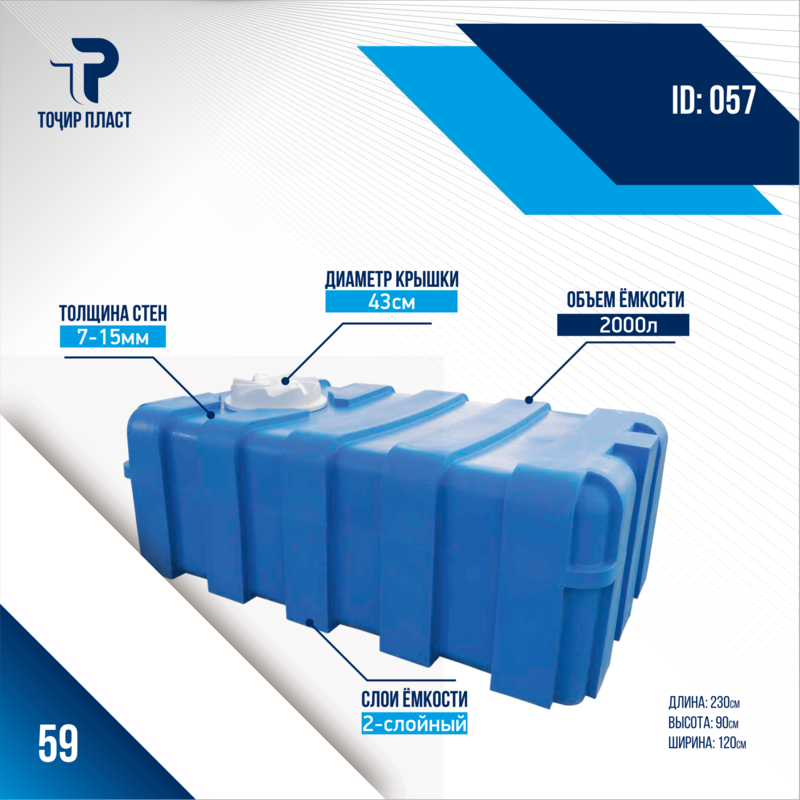 ТОҶИР ПЛАСТ
ID: 057
ДИАМЕТР КРЫШКИ
43см
ТОЛЩИНА СТЕН
7-15мм
ОБЪЕМ ЁМКОСТИ
2000л
СЛОИ ЁМКОСТИ
2-слойный
ДЛИНА: 230см
ВЫСОТА: 90см
ШИРИНА: 120см
59